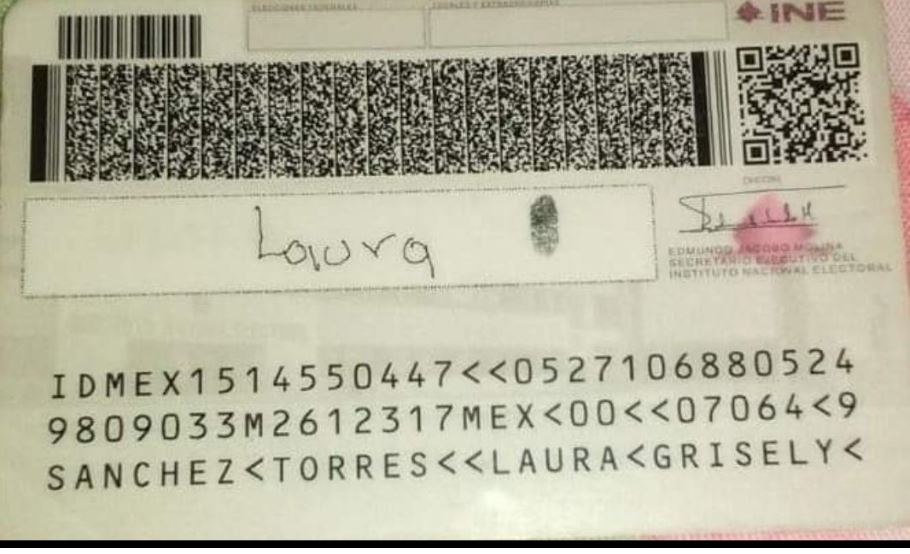 ELECCIONES FEDERALES
LOCALES Y EXTRAORDINARIAS
INE
Laura
EDMUNDO JACOBO MOLINA
SECRETARIO EJECUTIVO DEL
INSTITUTO NACIONAL ELECTORAL
IDMEX1514550447<<0527106880524
9809033M2612317MEX<00<<07064<9
SANCHEZ<TORRES<<LAURA<GRISELY<